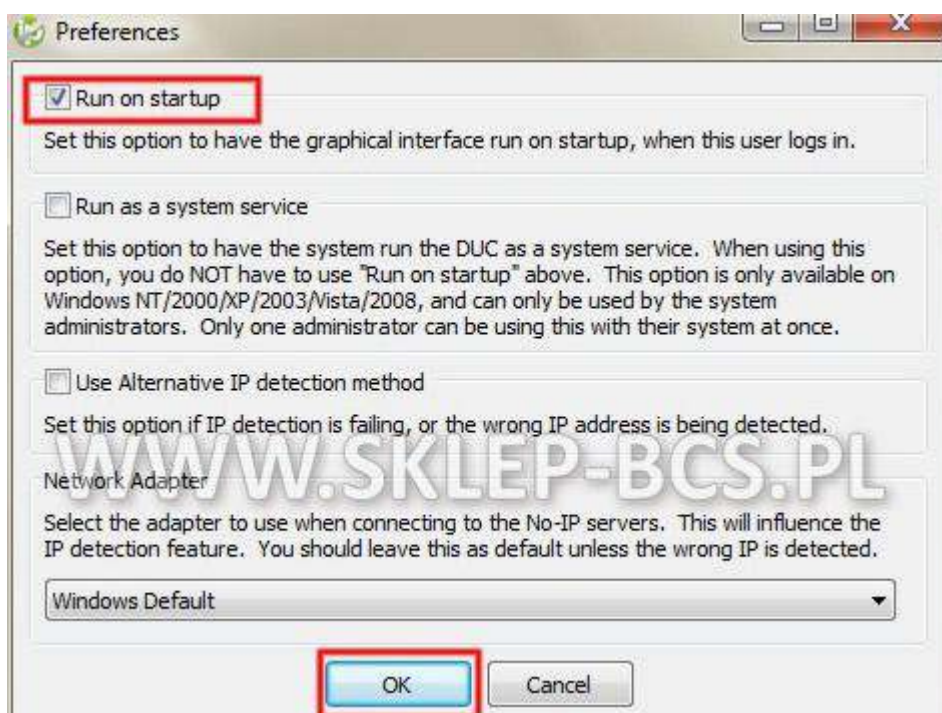 Preferences
Run on startup
Set this option to have the graphical interface run on startup, when this user logs in.
Run as a system service
Set this option to have the system run the DUC as a system service. When using this
option, you do NOT have to use "Run on startup" above. This option is only available on
Windows NT/2000/XP/2003/Vista/2008, and can only be used by the system
administrators. Only one administrator can be using this with their system at once.
Use Alternative IP detection method
Set this option if IP detection is failing, or the wrong IP address is being detected.
WWW.SKLEP-BCS.PL
Network Adapter
Select the adapter to use when connecting to the No-IP servers. This will influence the
IP detection feature. You should leave this as default unless the wrong IP is detected.
Windows Default
OK Cancel